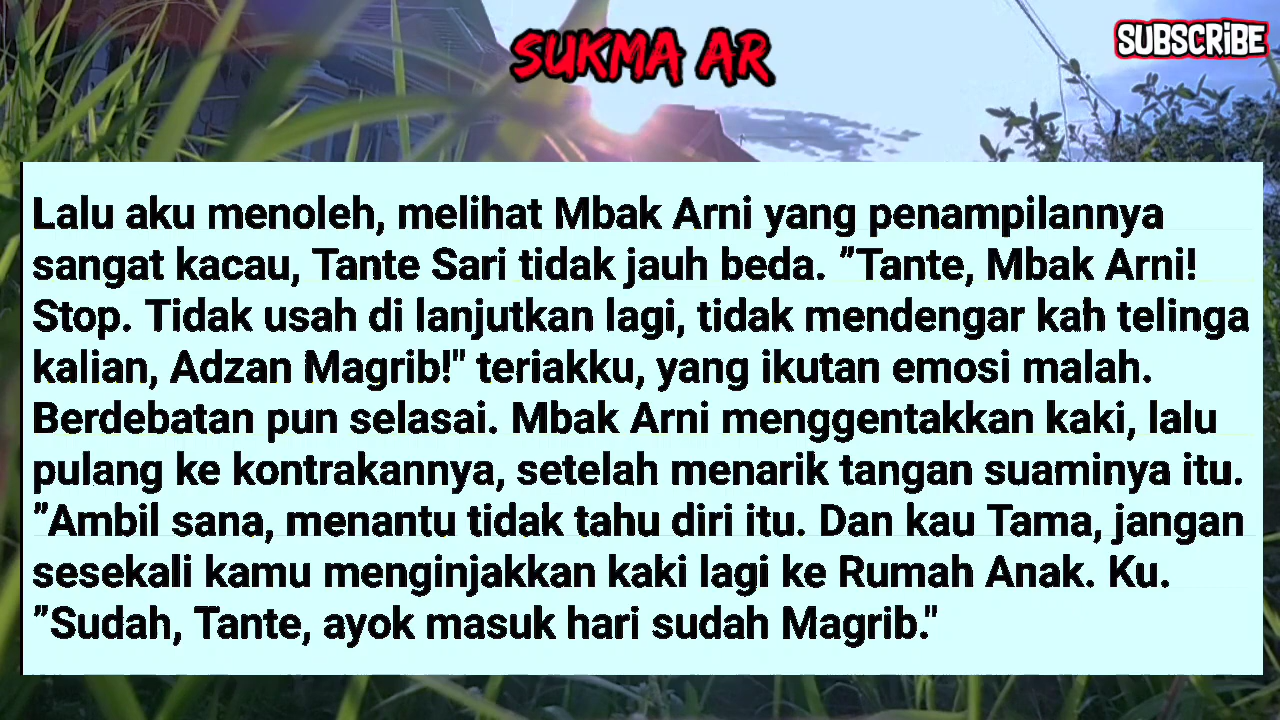 SUKMA AR
SUBSCRiBE
Lalu aku menoleh, melihat Mbak Arni yang penampilannya
sangat kacau, Tante Sari tidak jauh beda. ”Tante, Mbak Arni!
Stop. Tidak usah di lanjutkan lagi, tidak mendengar kah telinga
kalian, Adzan Magrib!" teriakku, yang ikutan emosi malah.
Berdebatan pun selasai. Mbak Arni menggentakkan kaki, lalu
pulang ke kontrakannya, setelah menarik tangan suaminya itu.
”Ambil sana, menantu tidak tahu diri itu. Dan kau Tama, jangan
sesekali kamu menginjakkan kaki lagi ke Rumah Anak. Ku.
”Sudah, Tante, ayok masuk hari sudah Magrib."